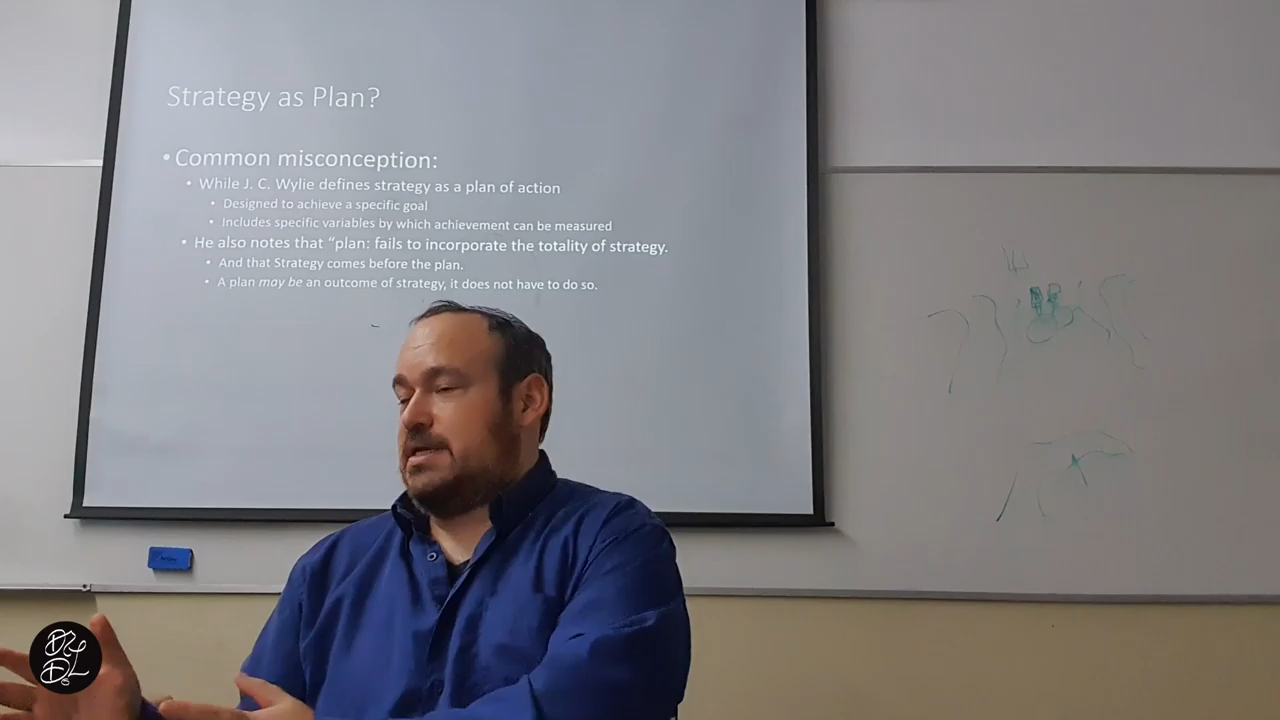 Strategy as Plan?
• Common misconception:
• While J. C. Wylie defines strategy as a plan of action
• Designed to achieve a specific goal
• Includes specific variables by which achievement can be measured
• He also notes that “plan: fails to incorporate the totality of strategy.
• And that Strategy comes before the plan.
• A plan may be an outcome of strategy, it does not have to do so.